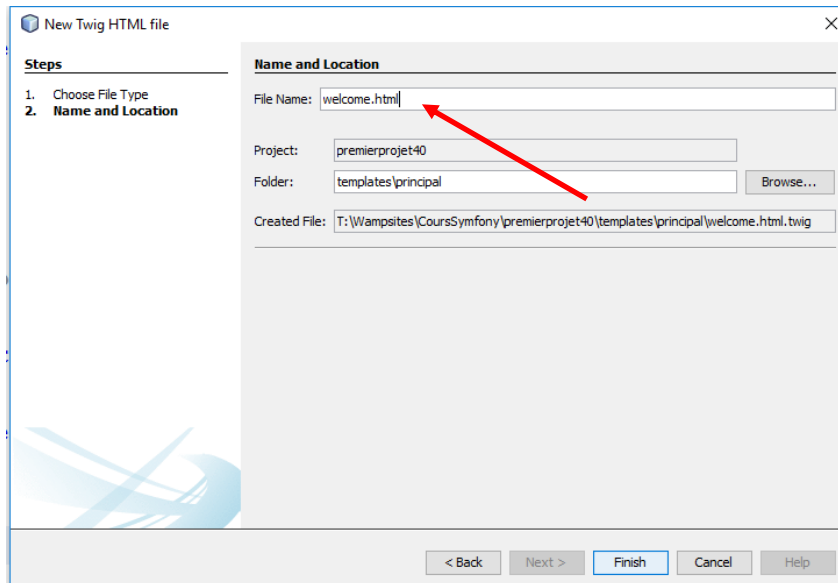 New Twig HTML file
Steps
1. Choose File Type
2. Name and Location
Name and Location
File Name: welcome.html
Project: premierprojet40
Folder: templates\principal Browse...
Created File: T:\Wampsites\CoursSymfony\premierprojet40\templates\principal\welcome.html.twig
< Back Next > Finish Cancel Help